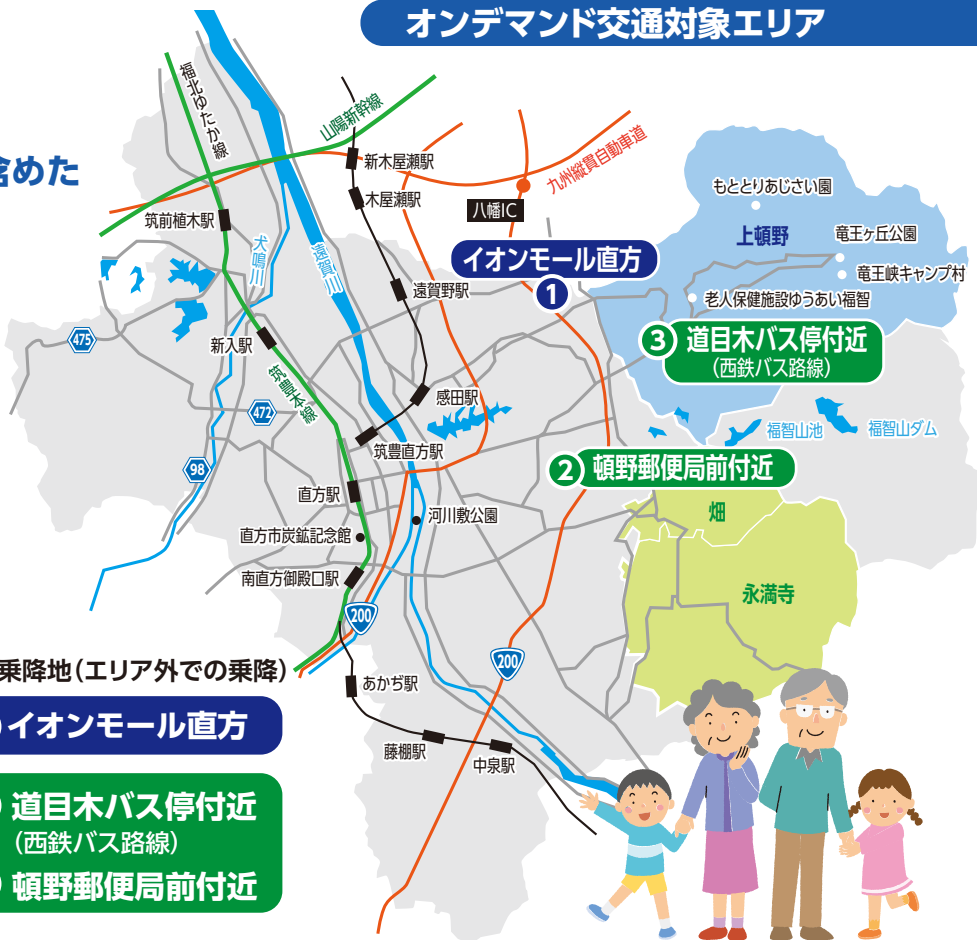 オンデマンド交通対象エリア
含めた
福北ゆたか線
山陽新幹線
新木屋瀬駅
木屋瀬駅
九州縦貫自動車道
八幡IC
筑前植木駅
犬鳴川
遠賀川
イオンモール直方
1
もととりあじさい園
上頓野
竜王ヶ丘公園
竜王峡キャンプ村
老人保健施設ゆうあい福智
遠賀野駅
3 道目木バス停付近
(西鉄バス路線)
475
新入駅
筑豊本線
472
感田駅
福智山池
福智山ダム
筑豊直方駅
98
2 頓野郵便局前付近
直方駅
河川敷公園
畑
直方市炭鉱記念館
南直方御殿口駅
永満寺
200
200
乗降地(エリア外での乗降)
あかぢ駅
イオンモール直方
藤棚駅
中泉駅
道目木バス停付近
(西鉄バス路線)
頓野郵便局前付近